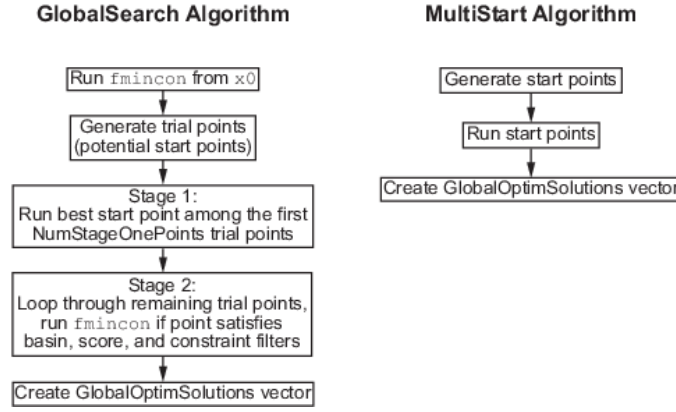 GlobalSearch Algorithm
Run fmincon from x0
Generate trial points
(potential start points)
Stage 1:
Run best start point among the first
NumStageOnePoints trial points
Stage 2:
Loop through remaining trial points,
run fmincon if point satisfies
basin, score, and constraint filters
Create GlobalOptimSolutions vector
MultiStart Algorithm
Generate start points
Run start points
Create GlobalOptimSolutions vector